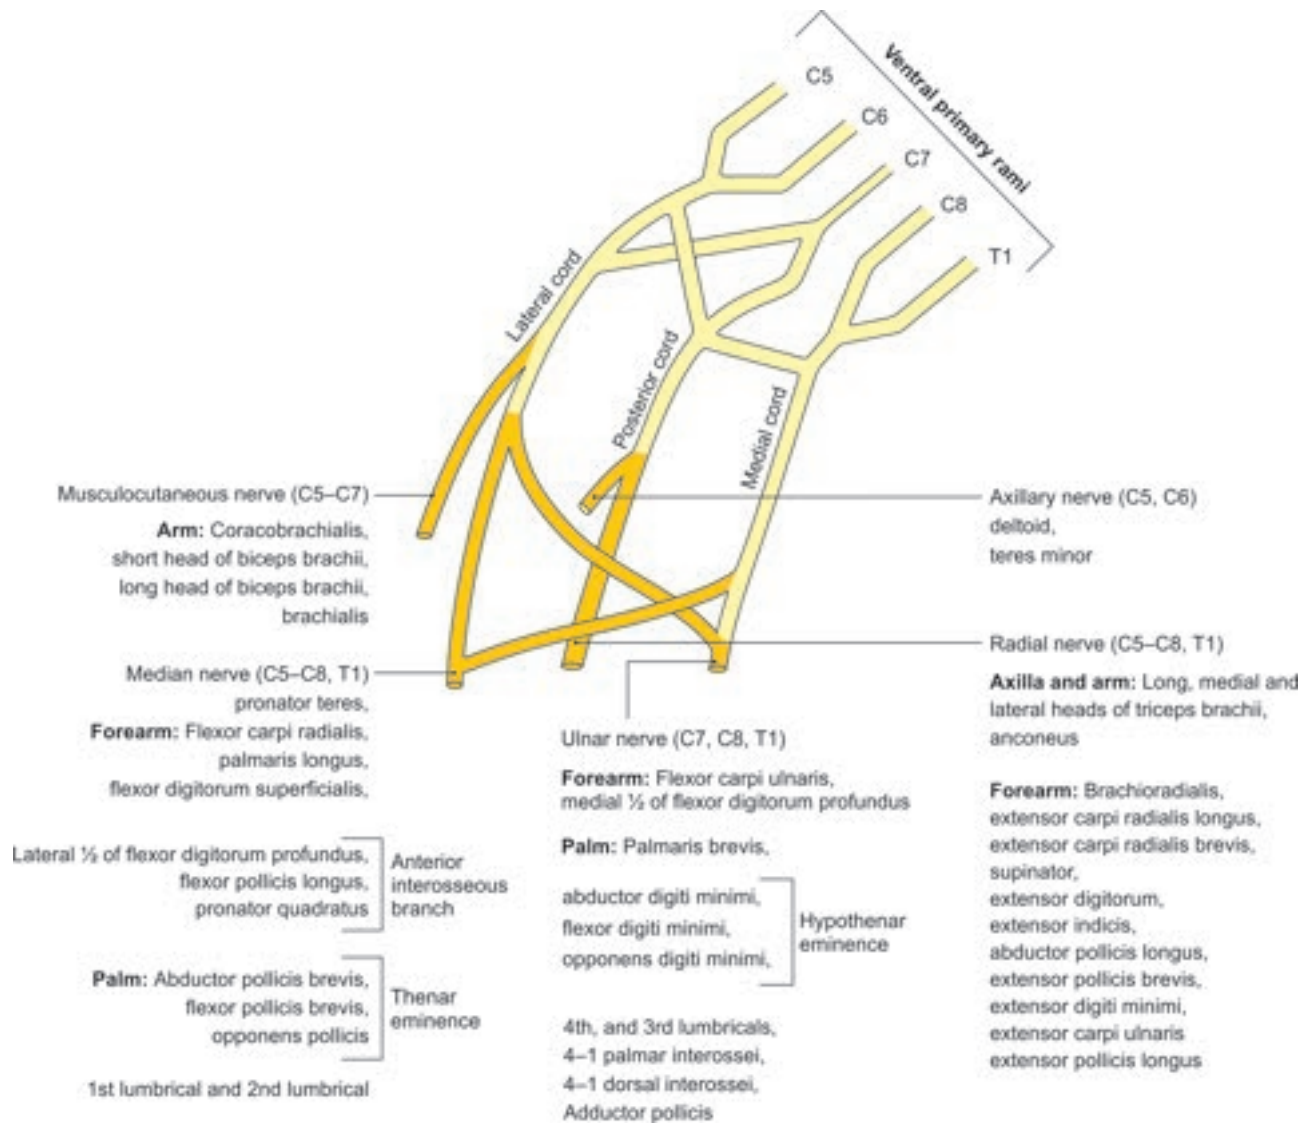 Ventral primary rami
C5
C6
C7
C8
T1
Lateral cord
Posterior cord
Medial cord
Musculocutaneous nerve (C5–C7)
Arm: Coracobrachialis,
short head of biceps brachii,
long head of biceps brachii,
brachialis
Median nerve (C5–C8, T1)
pronator teres,
Forearm: Flexor carpi radialis,
palmaris longus,
flexor digitorum superficialis,
Lateral ½ of flexor digitorum profundus,
flexor pollicis longus,
pronator quadratus
Anterior
interosseous
branch
Palm: Abductor pollicis brevis,
flexor pollicis brevis,
opponens pollicis
Thenar
eminence
1st lumbrical and 2nd lumbrical
Ulnar nerve (C7, C8, T1)
Forearm: Flexor carpi ulnaris,
medial ½ of flexor digitorum profundus
Palm: Palmaris brevis,
abductor digiti minimi,
flexor digiti minimi,
opponens digiti minimi,
Hypothenar
eminence
4th, and 3rd lumbricals,
4–1 palmar interossei,
4–1 dorsal interossei,
Adductor pollicis
Axillary nerve (C5, C6)
deltoid,
teres minor
Radial nerve (C5–C8, T1)
Axilla and arm: Long, medial and
lateral heads of triceps brachii,
anconeus
Forearm: Brachioradialis,
extensor carpi radialis longus,
extensor carpi radialis brevis,
supinator,
extensor digitorum,
extensor indicis,
abductor pollicis longus,
extensor pollicis brevis,
extensor digiti minimi,
extensor carpi ulnaris
extensor pollicis longus